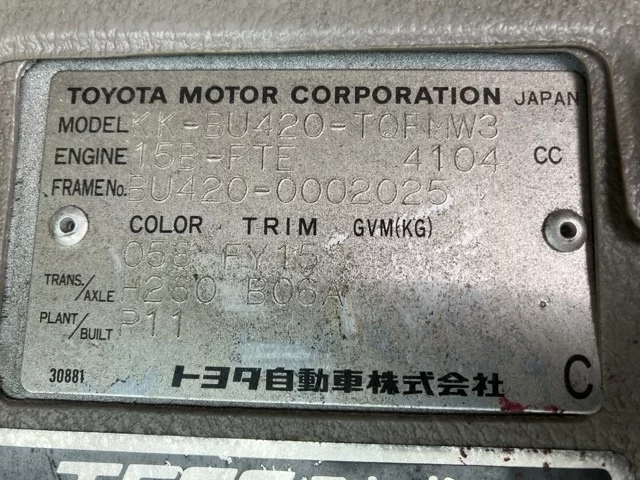 TOYOTA MOTOR CORPORATION JAPAN
MODEL KK-BU420-TQRMW3
ENGINE 15B-FTE 4104 CC
FRAME No. BU420-0002025
COLOR TRIM GVM(KG)
058 FY15
TRANS./AXLE H260 B06A
PLANT/BUILT P11
30881 トヨタ自動車株式会社 C